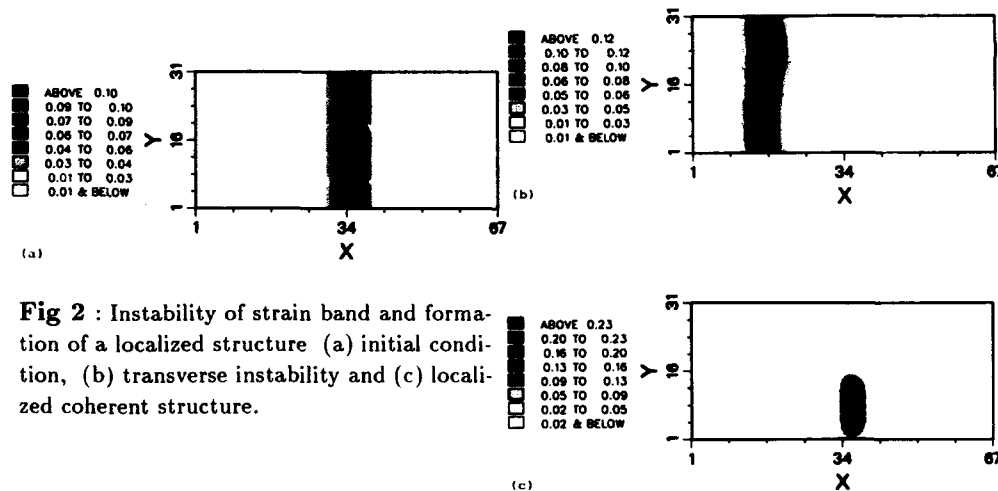 ABOVE 0.10
0.09 TO 0.10
0.07 TO 0.09
0.06 TO 0.07
0.04 TO 0.06
0.03 TO 0.04
0.01 TO 0.03
0.01 & BELOW
31
16
1
Y
1 34 67
X
(a)
ABOVE 0.12
0.10 TO 0.12
0.08 TO 0.10
0.06 TO 0.08
0.05 TO 0.06
0.03 TO 0.05
0.01 TO 0.03
0.01 & BELOW
31
16
1
Y
1 34 67
X
(b)
Fig 2 : Instability of strain band and forma-
tion of a localized structure (a) initial condi-
tion, (b) transverse instability and (c) locali-
zed coherent structure.
ABOVE 0.23
0.20 TO 0.23
0.16 TO 0.20
0.13 TO 0.16
0.09 TO 0.13
0.05 TO 0.09
0.02 TO 0.05
0.02 & BELOW
31
16
1
Y
1 34 67
X
(c)